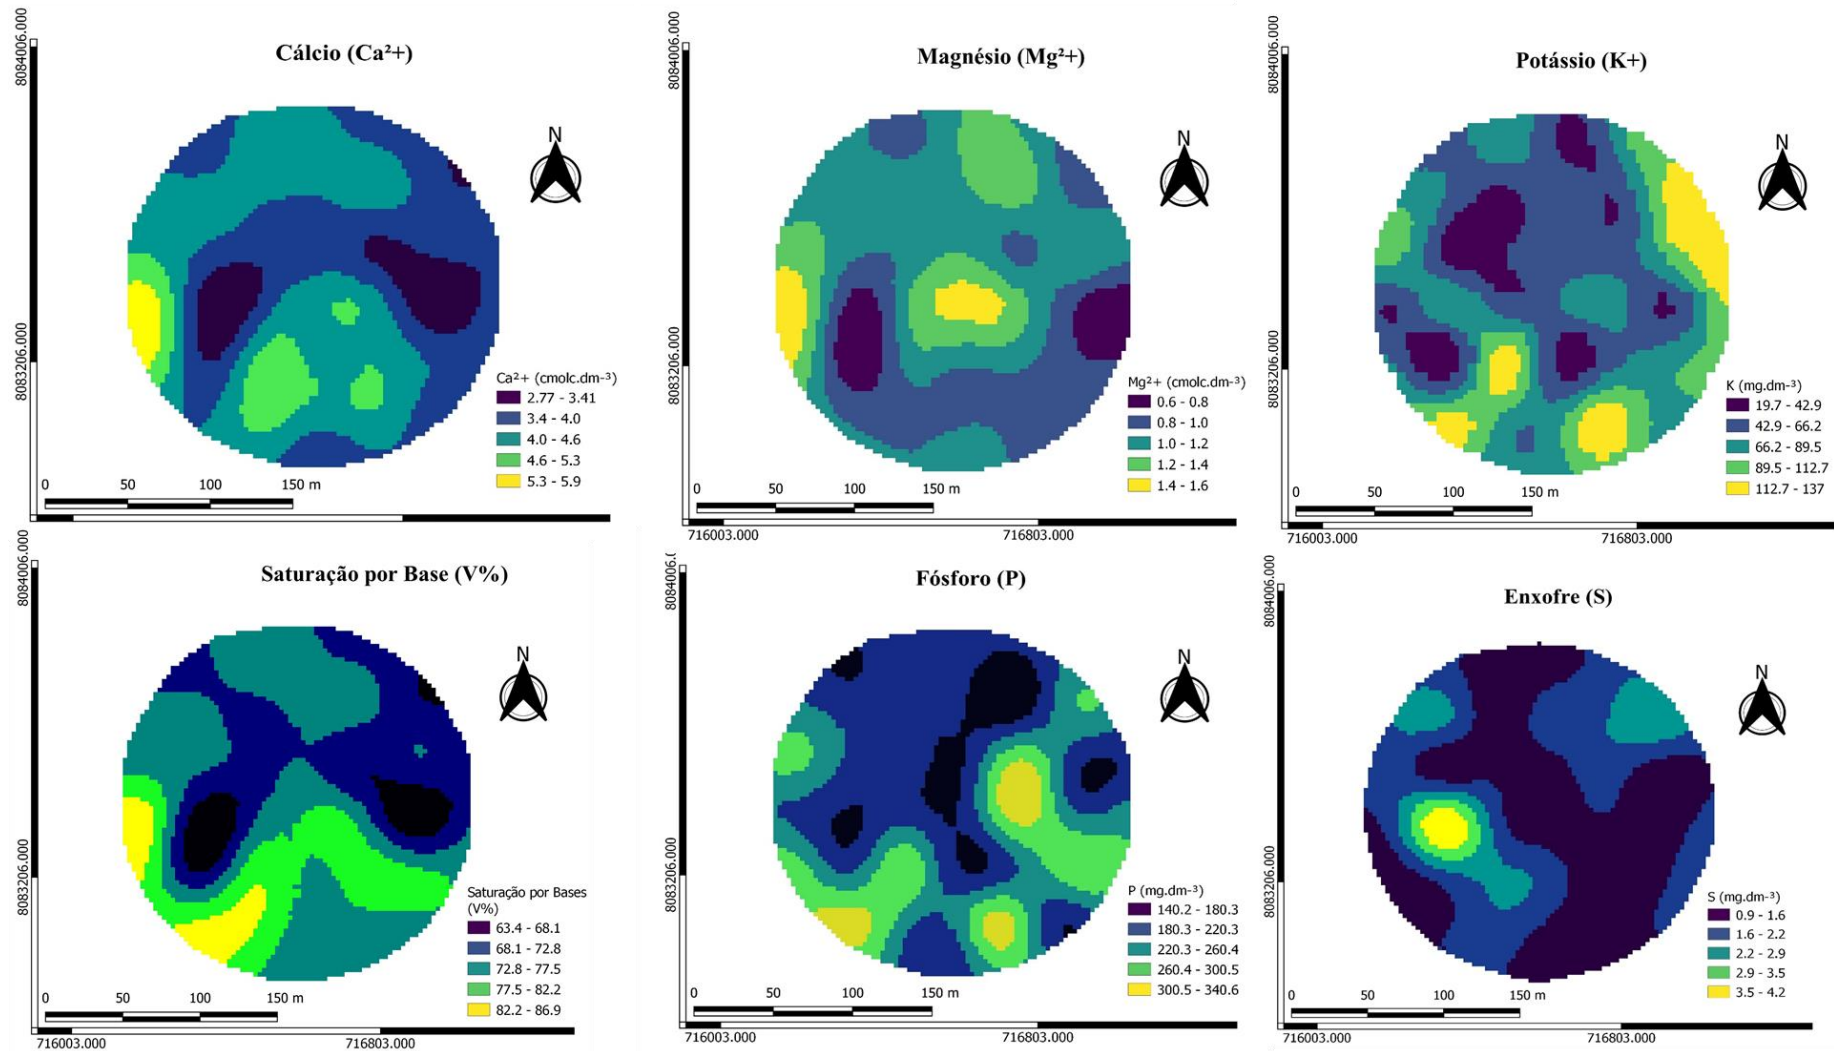 Cálcio (Ca²+)
8084006.000
8083206.000
N
Ca²+ (cmolc.dm-³)
2.77 - 3.41
3.4 - 4.0
4.0 - 4.6
4.6 - 5.3
5.3 - 5.9
0 50 100 150 m
Magnésio (Mg²+)
8084006.000
8083206.000
N
Mg²+ (cmolc.dm-³)
0.6 - 0.8
0.8 - 1.0
1.0 - 1.2
1.2 - 1.4
1.4 - 1.6
0 50 100 150 m
716003.000 716803.000
Potássio (K+)
8084006.000
8083206.000
N
K (mg.dm-³)
19.7 - 42.9
42.9 - 66.2
66.2 - 89.5
89.5 - 112.7
112.7 - 137
0 50 100 150 m
716003.000 716803.000
Saturação por Base (V%)
8084006.000
8083206.000
N
Saturação por Bases
(V%)
63.4 - 68.1
68.1 - 72.8
72.8 - 77.5
77.5 - 82.2
82.2 - 86.9
0 50 100 150 m
716003.000 716803.000
Fósforo (P)
8084006.(
8083206.000
N
P (mg.dm-³)
140.2 - 180.3
180.3 - 220.3
220.3 - 260.4
260.4 - 300.5
300.5 - 340.6
0 50 100 150 m
716003.000 716803.000
Enxofre (S)
8084006.000
8083206.000
N
S (mg.dm-³)
0.9 - 1.6
1.6 - 2.2
2.2 - 2.9
2.9 - 3.5
3.5 - 4.2
0 50 100 150 m
716003.000 716803.000